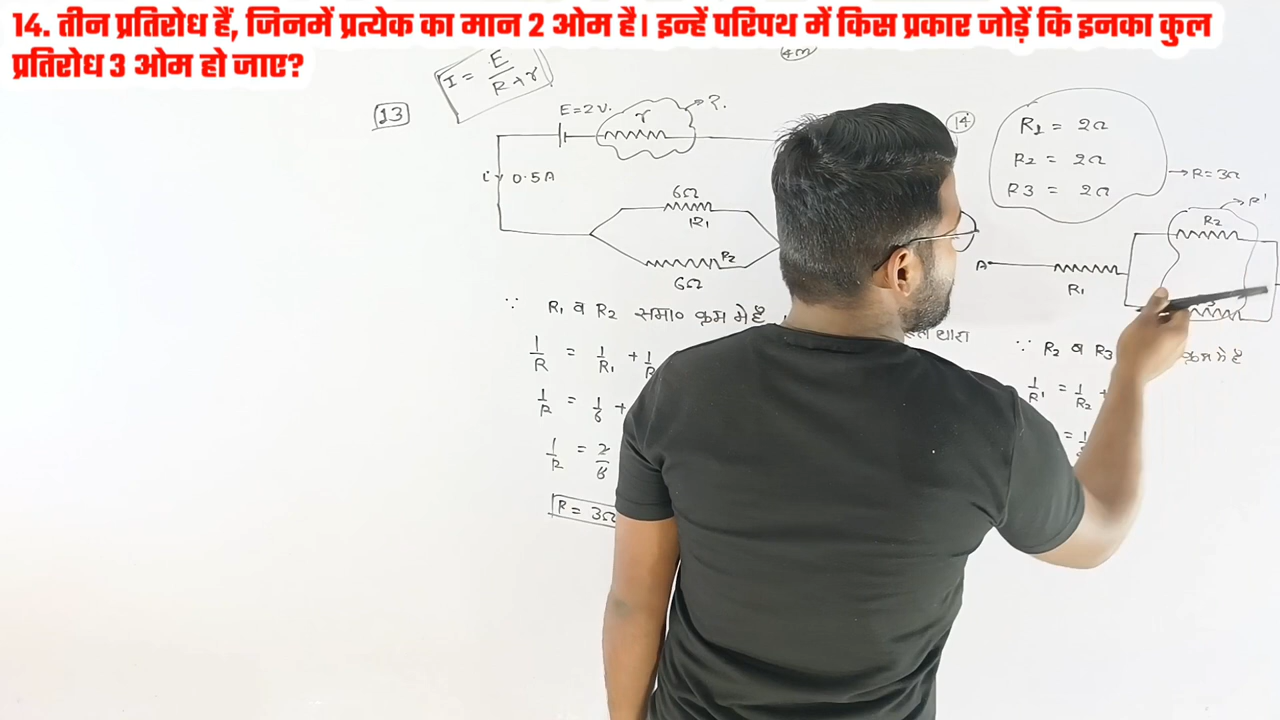 14. तीन प्रतिरोध हैं, जिनमें प्रत्येक का मान 2 ओम है। इन्हें परिपथ में किस प्रकार जोड़ें कि इनका कुल
प्रतिरोध 3 ओम हो जाए?
I = E/(R+r)
13
E=2V.
r
i
0.5A
6Ω
R1
R2
6Ω
∵ R1 व R2 समा० क्रम मे है
1/R = 1/R1 + 1/R
1/R = 1/6 +
1/R = 2/6
R = 3Ω
14
R1 = 2Ω
R2 = 2Ω
R3 = 2Ω
→R=3Ω
R'
R2
A
R1
धारा
∵ R2 व R3 क्रम मे है
1/R' = 1/R2 +